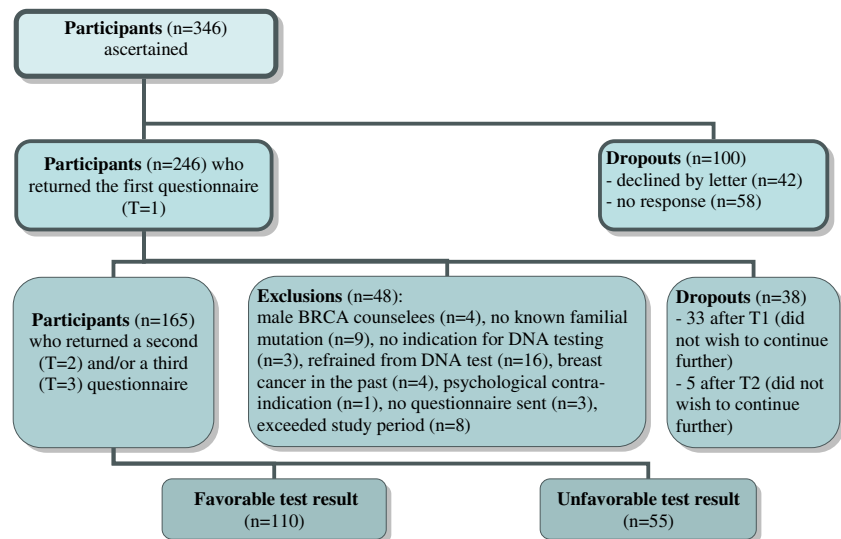 Participants (n=346)
ascertained
Participants (n=246) who
returned the first questionnaire
(T=1)
Dropouts (n=100)
- declined by letter (n=42)
- no response (n=58)
Participants (n=165)
who returned a second
(T=2) and/or a third
(T=3) questionnaire
Exclusions (n=48):
male BRCA counselees (n=4), no known familial
mutation (n=9), no indication for DNA testing
(n=3), refrained from DNA test (n=16), breast
cancer in the past (n=4), psychological contra-
indication (n=1), no questionnaire sent (n=3),
exceeded study period (n=8)
Dropouts (n=38)
- 33 after T1 (did
not wish to continue
further)
- 5 after T2 (did not
wish to continue
further)
Favorable test result
(n=110)
Unfavorable test result
(n=55)